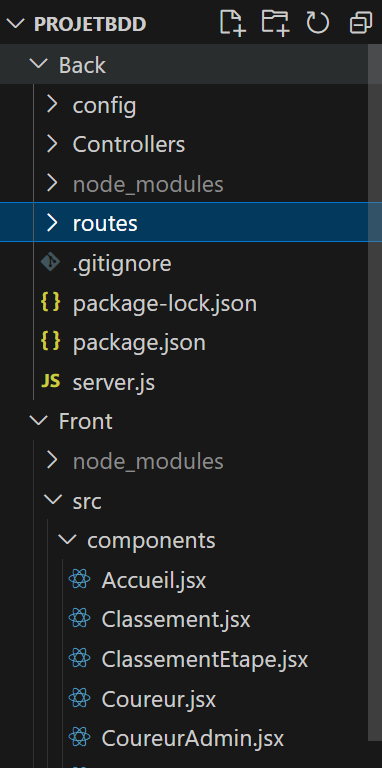 PROJETBDD
Back
config
Controllers
node_modules
routes
.gitignore
{} package-lock.json
{} package.json
JS server.js
Front
node_modules
src
components
Accueil.jsx
Classement.jsx
ClassementEtape.jsx
Coureur.jsx
CoureurAdmin.jsx